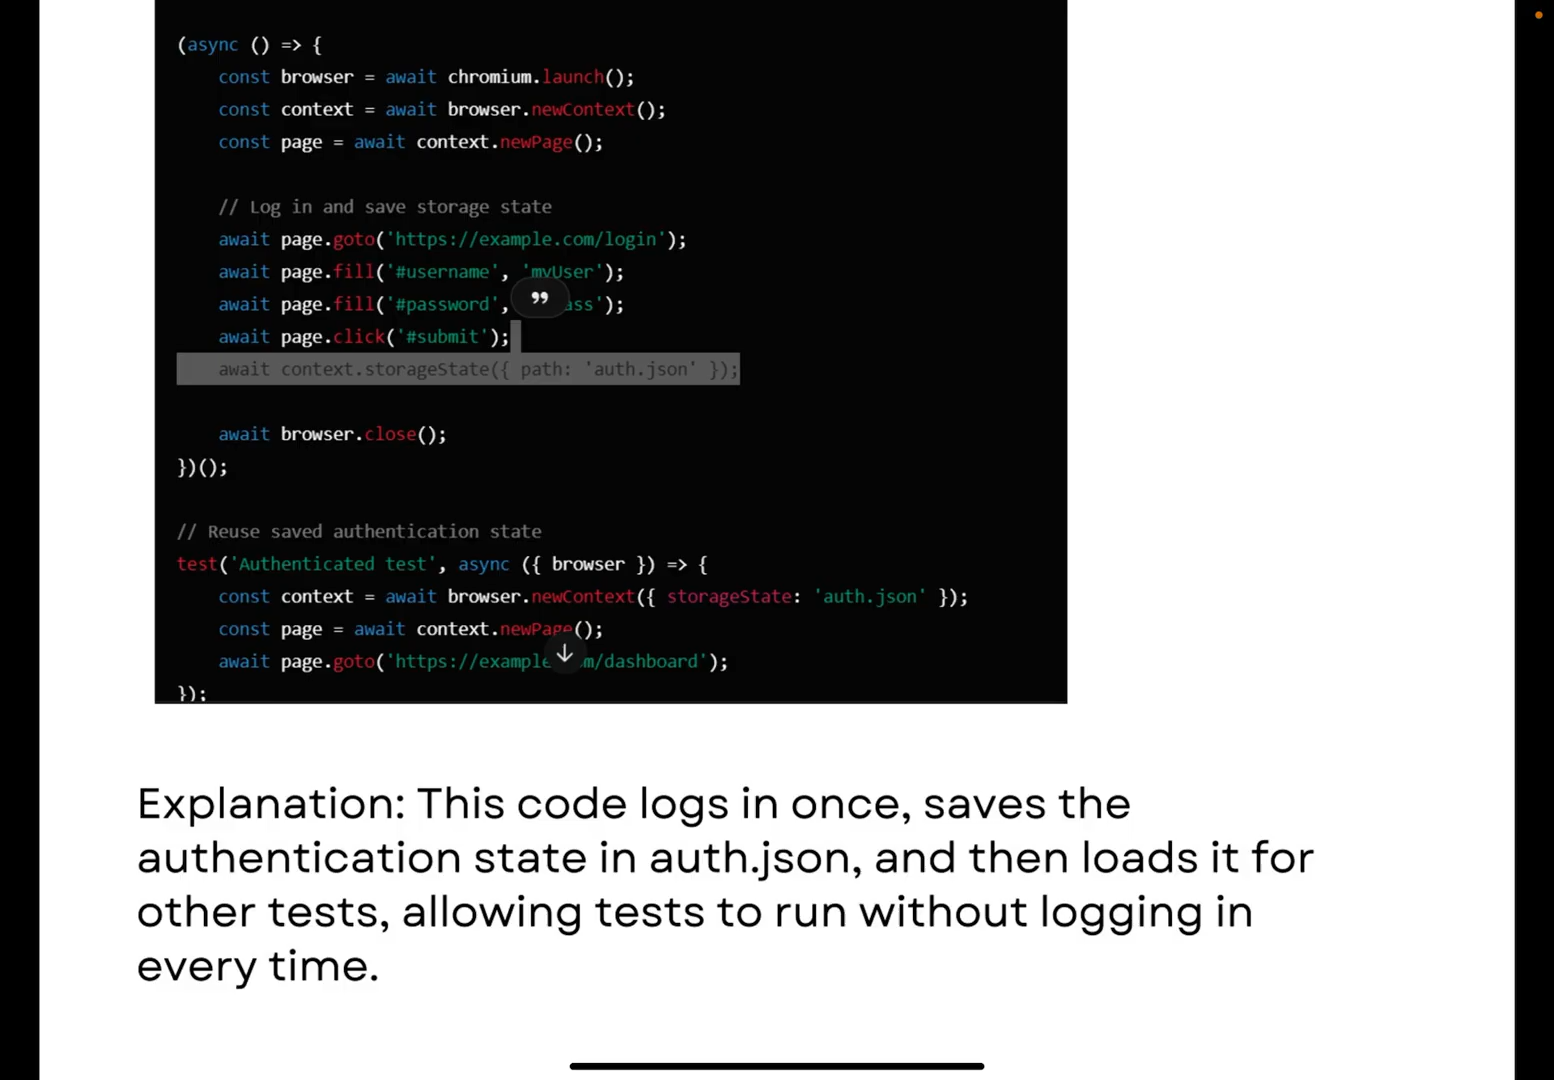 (async () => {
    const browser = await chromium.launch();
    const context = await browser.newContext();
    const page = await context.newPage();
    // Log in and save storage state
    await page.goto('https://example.com/login');
    await page.fill('#username', 'myUser');
    await page.fill('#password', ass');
    await page.click('#submit');
    await context.storageState({ path: 'auth.json' });
    await browser.close();
})();
// Reuse saved authentication state
test('Authenticated test', async ({ browser }) => {
    const context = await browser.newContext({ storageState: 'auth.json' });
    const page = await context.newPage();
    await page.goto('https://example m/dashboard');
});
Explanation: This code logs in once, saves the
authentication state in auth.json, and then loads it for
other tests, allowing tests to run without logging in
every time.